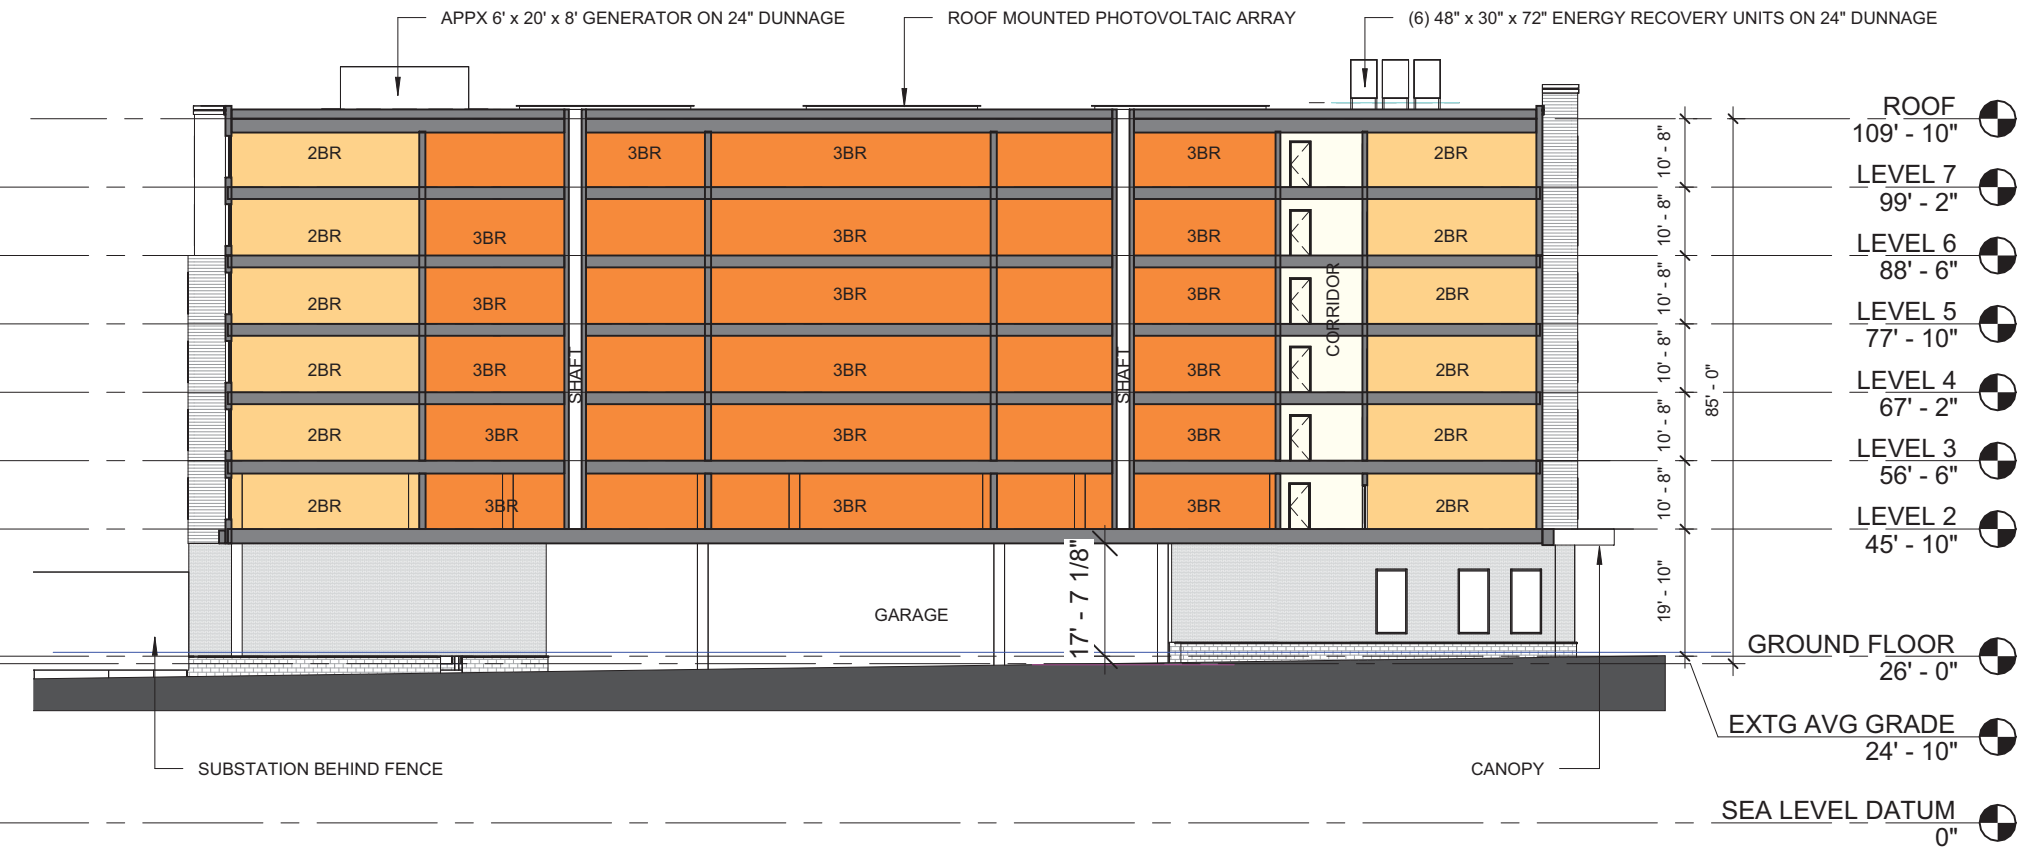 APPX 6' x 20' x 8' GENERATOR ON 24" DUNNAGE
ROOF MOUNTED PHOTOVOLTAIC ARRAY
(6) 48" x 30" x 72" ENERGY RECOVERY UNITS ON 24" DUNNAGE
2BR
3BR
3BR
3BR
2BR
2BR
3BR
3BR
3BR
2BR
2BR
3BR
3BR
3BR
2BR
2BR
3BR
3BR
3BR
2BR
2BR
3BR
3BR
3BR
2BR
2BR
3BR
3BR
3BR
2BR
SHAFT
SHAFT
CORRIDOR
GARAGE
17' - 7 1/8"
10' - 8"
10' - 8"
10' - 8"
10' - 8"
10' - 8"
10' - 8"
19' - 10"
85' - 0"
ROOF
109' - 10"
LEVEL 7
99' - 2"
LEVEL 6
88' - 6"
LEVEL 5
77' - 10"
LEVEL 4
67' - 2"
LEVEL 3
56' - 6"
LEVEL 2
45' - 10"
GROUND FLOOR
26' - 0"
EXTG AVG GRADE
24' - 10"
SEA LEVEL DATUM
0"
SUBSTATION BEHIND FENCE
CANOPY